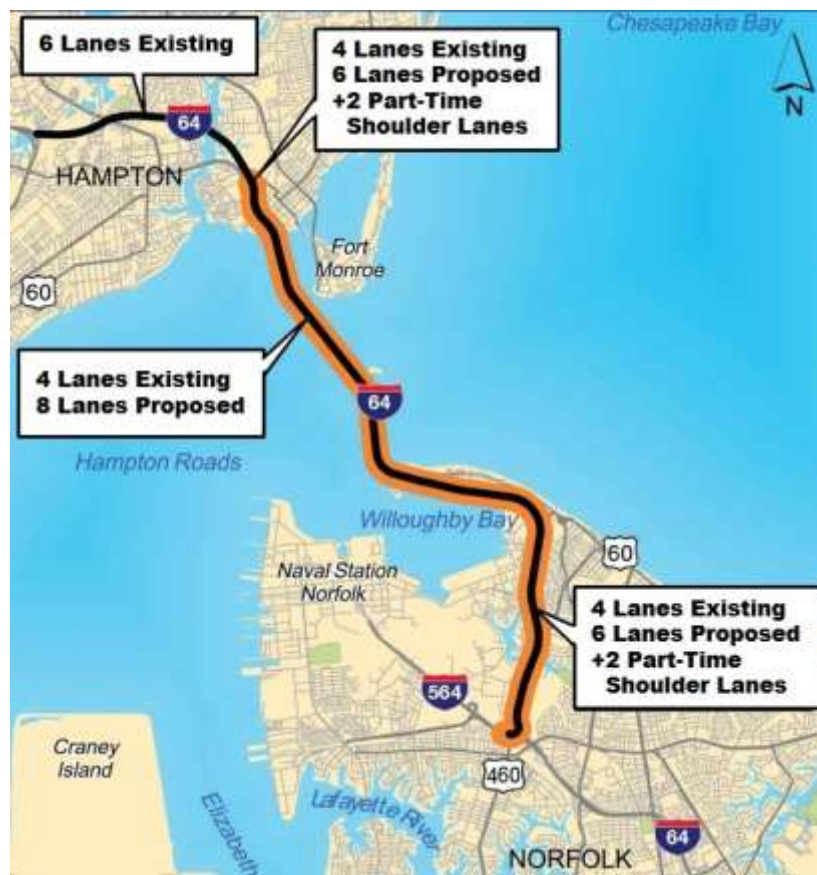 Chesapeake Bay
6 Lanes Existing
4 Lanes Existing
6 Lanes Proposed
+2 Part-Time
Shoulder Lanes
N
64
HAMPTON
Fort
Monroe
60
4 Lanes Existing
8 Lanes Proposed
64
Hampton Roads
Willoughby Bay
60
Naval Station
Norfolk
4 Lanes Existing
6 Lanes Proposed
+2 Part-Time
Shoulder Lanes
564
Craney
Island
460
Elizabeth
Lafayette River
64
NORFOLK